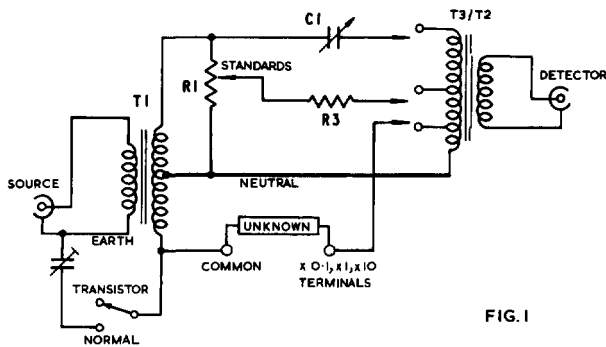 T3/T2
C1
STANDARDS
DETECTOR
R1
T1
R3
SOURCE
NEUTRAL
EARTH
UNKNOWN
COMMON
x 0·1, x 1, x 10
TERMINALS
TRANSISTOR
NORMAL
FIG. 1